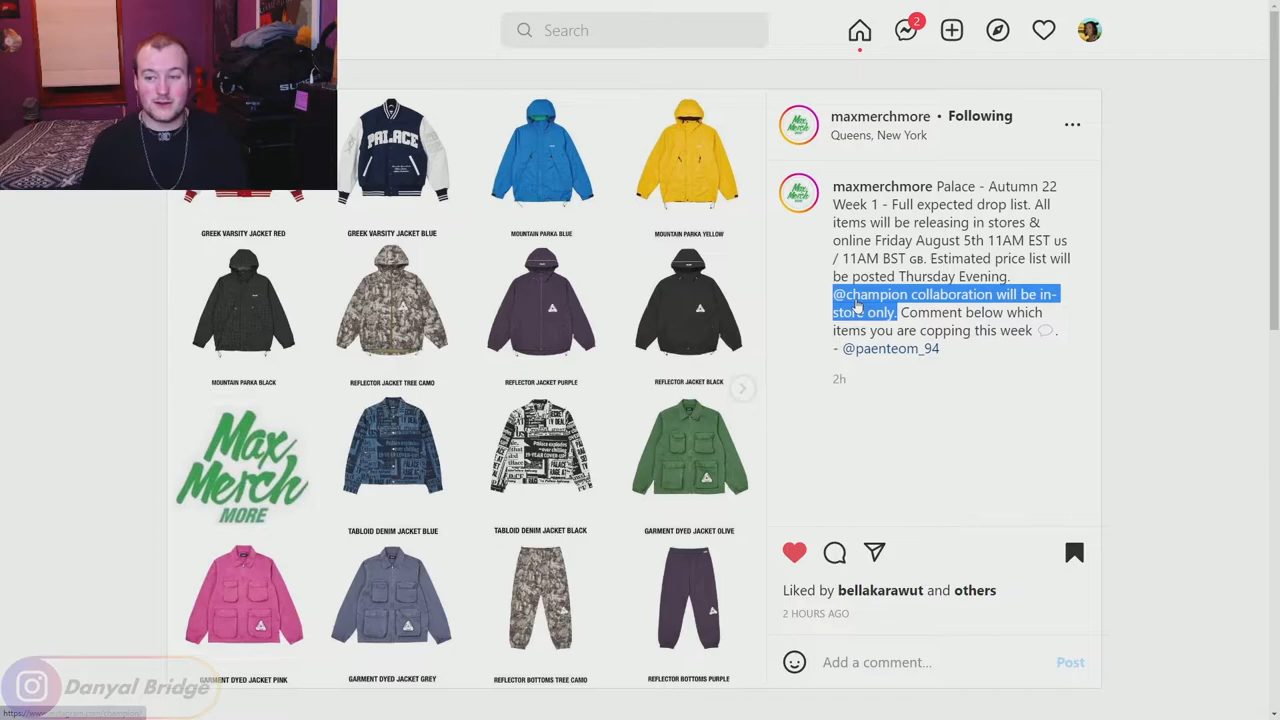 Search
2
maxmerchmore • Following
Queens, New York
maxmerchmore Palace - Autumn 22
Week 1 - Full expected drop list. All
items will be releasing in stores &
online Friday August 5th 11AM EST us
/ 11AM BST GB. Estimated price list will
be posted Thursday Evening.
@champion collaboration will be in-
store only. Comment below which
items you are copping this week 💬.
- @paenteom_94
2h
PALACE
GREEK VARSITY JACKET RED
GREEK VARSITY JACKET BLUE
MOUNTAIN PARKA BLUE
MOUNTAIN PARKA YELLOW
MOUNTAIN PARKA BLACK
REFLECTOR JACKET TREE CAMO
REFLECTOR JACKET PURPLE
REFLECTOR JACKET BLACK
Max
Merch
MORE
TABLOID DENIM JACKET BLUE
TABLOID DENIM JACKET BLACK
GARMENT DYED JACKET OLIVE
GARMENT DYED JACKET PINK
GARMENT DYED JACKET GREY
REFLECTOR BOTTOMS TREE CAMO
REFLECTOR BOTTOMS PURPLE
Liked by bellakarawut and others
2 HOURS AGO
Add a comment...
Post
Danyal Bridge